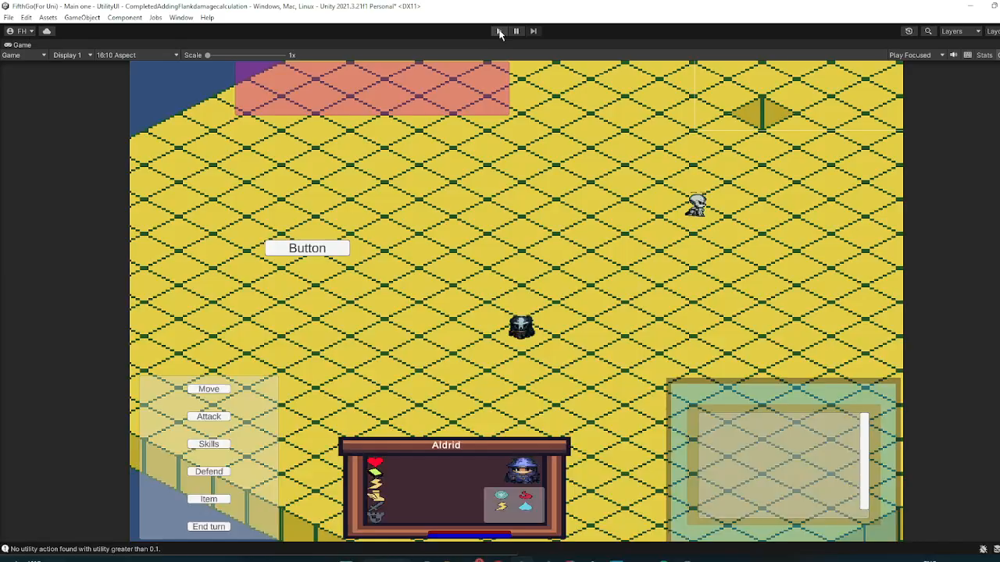 FifthGo(For Uni) - Main one - UtilityUI - CompletedAddingFlankdamagecalculation - Windows, Mac, Linux - Unity 2021.3.21f1 Personal* <DX11>
File Edit Assets GameObject Component Jobs Window Help
FH Layers
Game
Game Display 1 16:10 Aspect Scale 1x Play Focused Stats
Button
Move
Attack
Skills
Defend
Item
End turn
Aldrid
No utility action found with utility greater than 0.1.